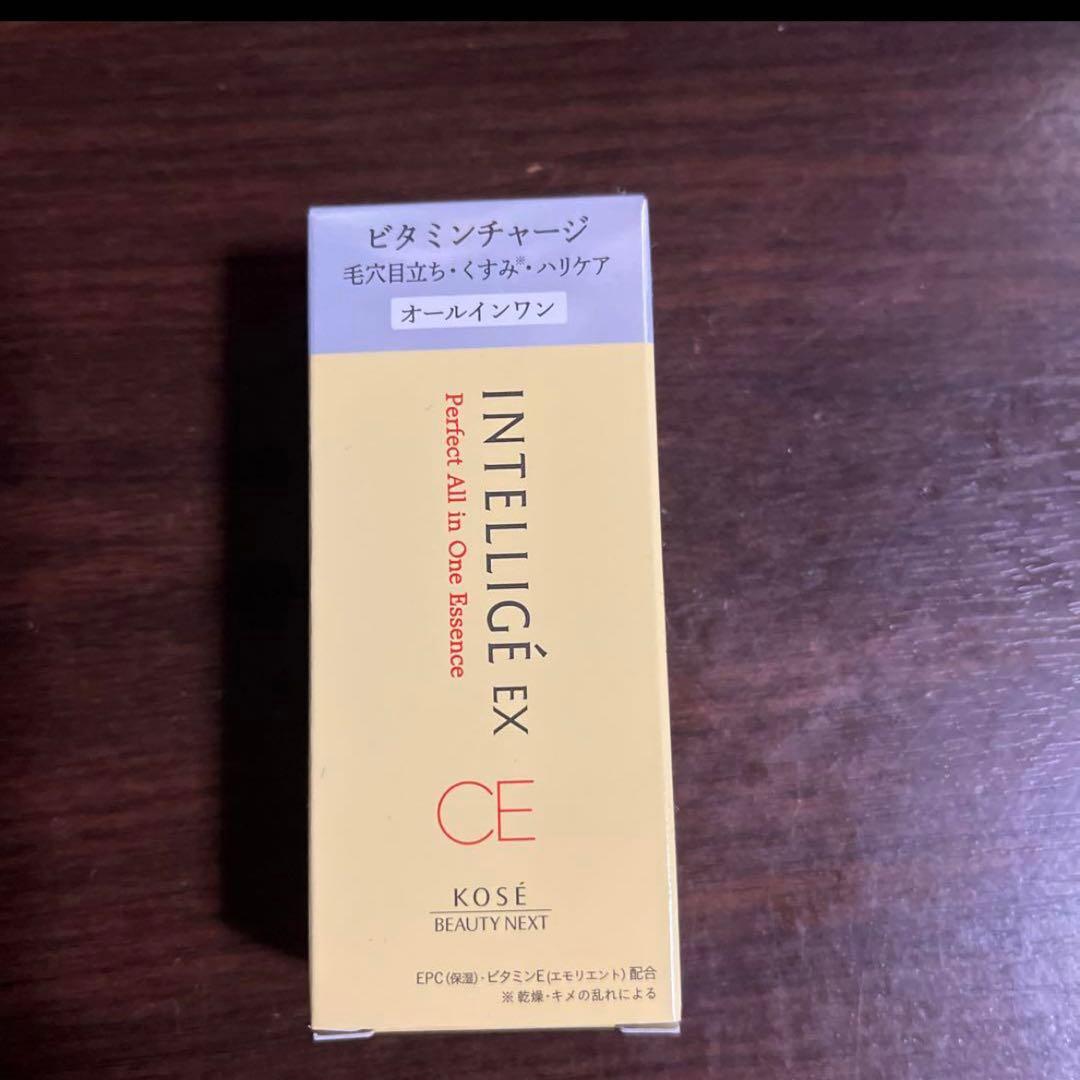 ビタミンチャージ
毛穴目立ち・くすみ※・ハリケア
オールインワン
INTELLIGÉ EX
Perfect All in One Essence
CE
KOSÉ
BEAUTY NEXT
EPC(保湿)・ビタミンE(エモリエント)配合
※乾燥・キメの乱れによる